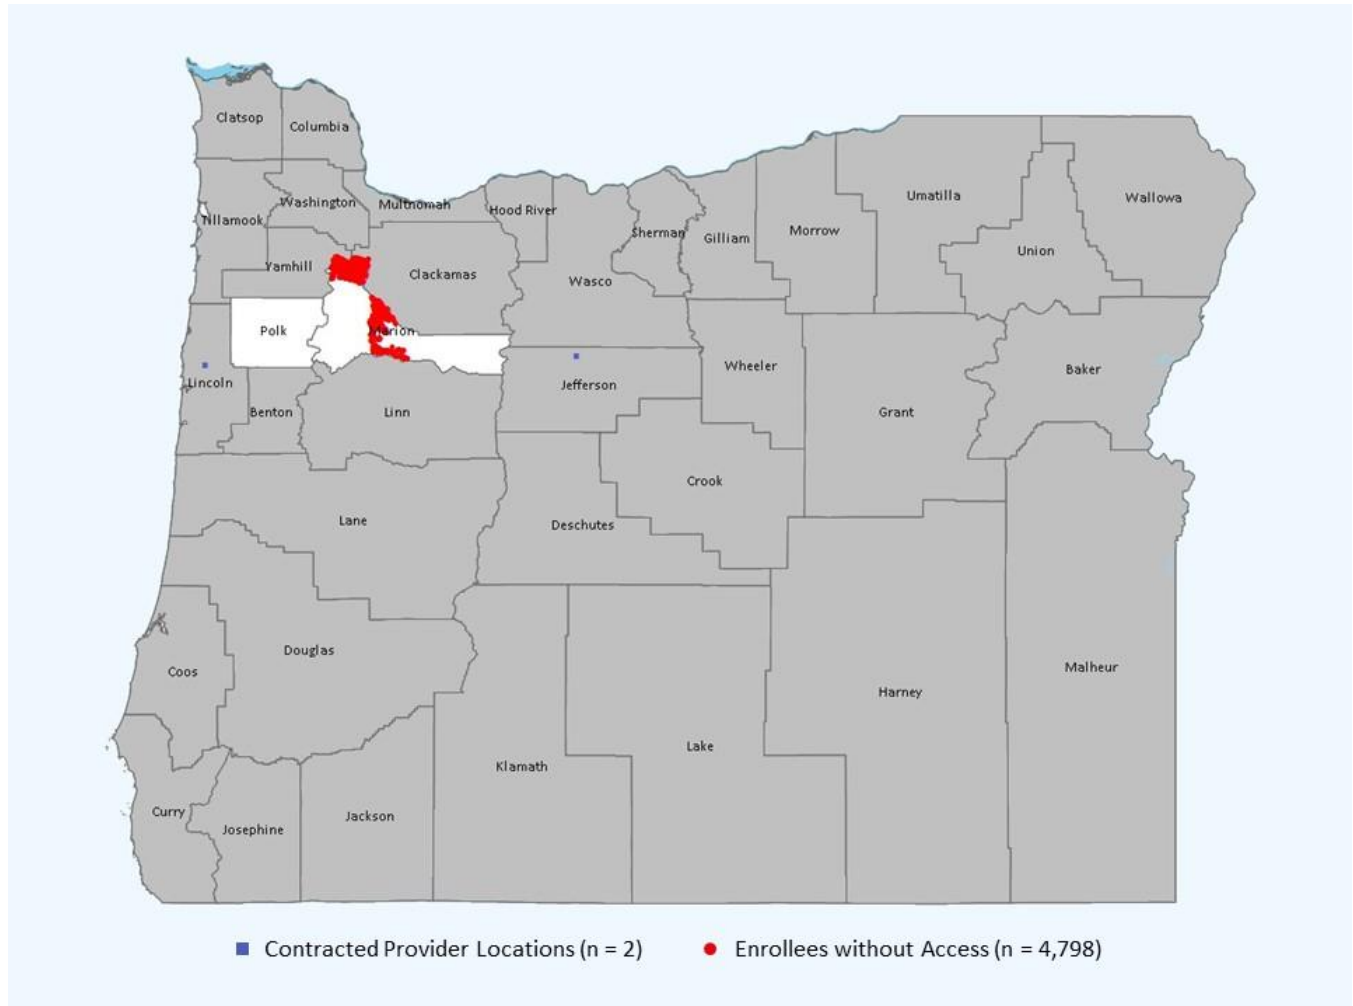 Clatsop
Columbia
Tillamook
Washington
Multnomah
Hood River
Sherman
Gilliam
Morrow
Umatilla
Wallowa
Union
Yamhill
Clackamas
Wasco
Polk
Marion
Lincoln
Benton
Linn
Jefferson
Wheeler
Grant
Baker
Crook
Lane
Deschutes
Coos
Douglas
Malheur
Harney
Lake
Klamath
Curry
Josephine
Jackson
Contracted Provider Locations (n = 2)
Enrollees without Access (n = 4,798)